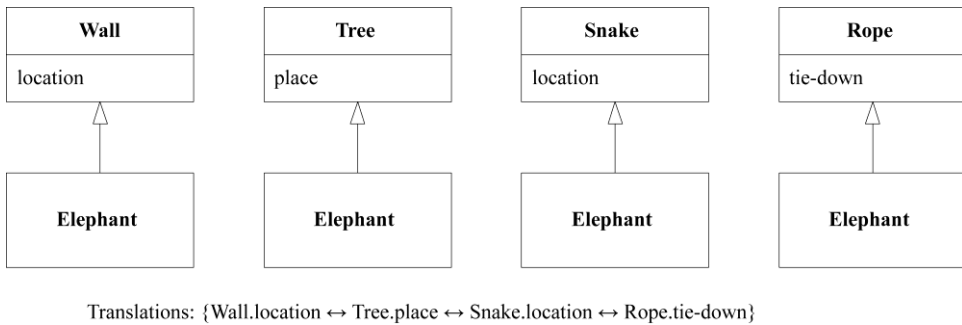 Wall Tree Snake Rope
location place location tie-down
Elephant Elephant Elephant Elephant
Translations: {Wall.location ↔ Tree.place ↔ Snake.location ↔ Rope.tie-down}